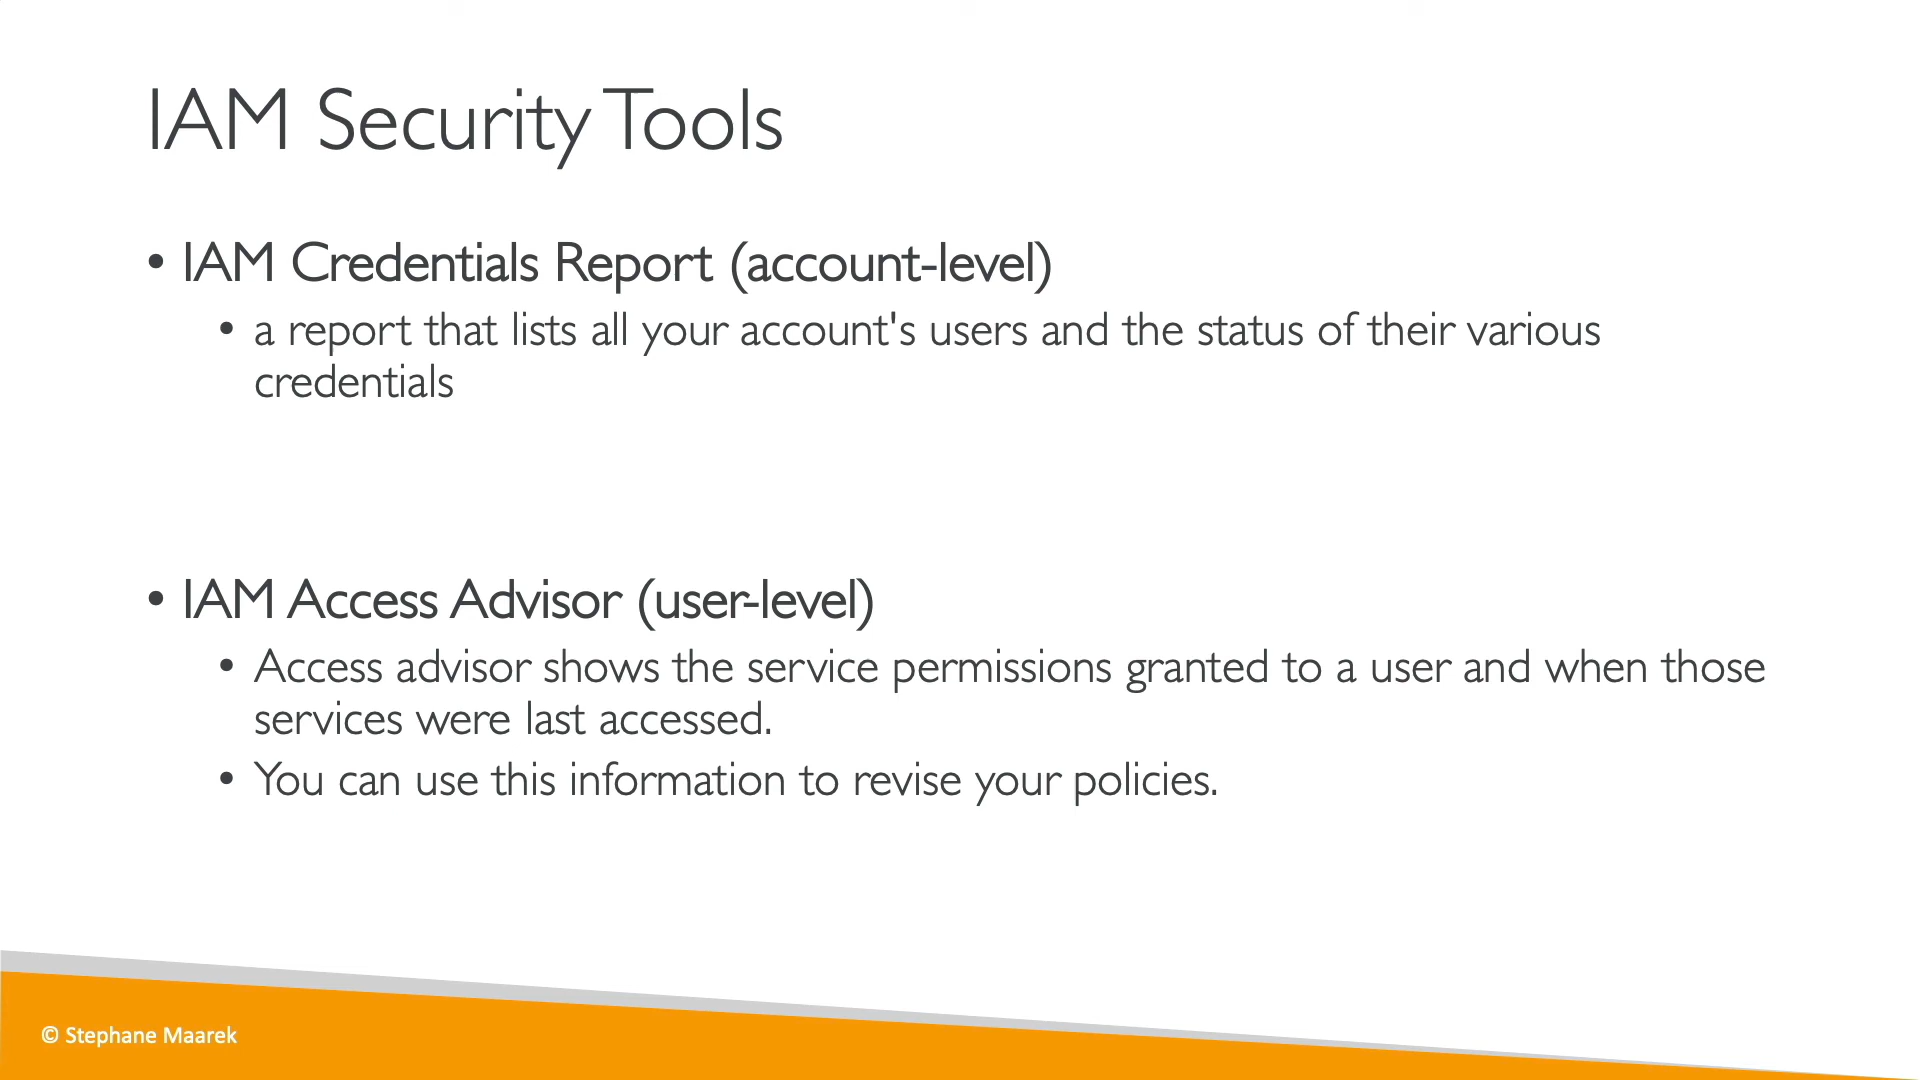 IAM Security Tools
• IAM Credentials Report (account-level)
• a report that lists all your account's users and the status of their various
credentials
• IAM Access Advisor (user-level)
• Access advisor shows the service permissions granted to a user and when those
services were last accessed.
• You can use this information to revise your policies.
© Stephane Maarek